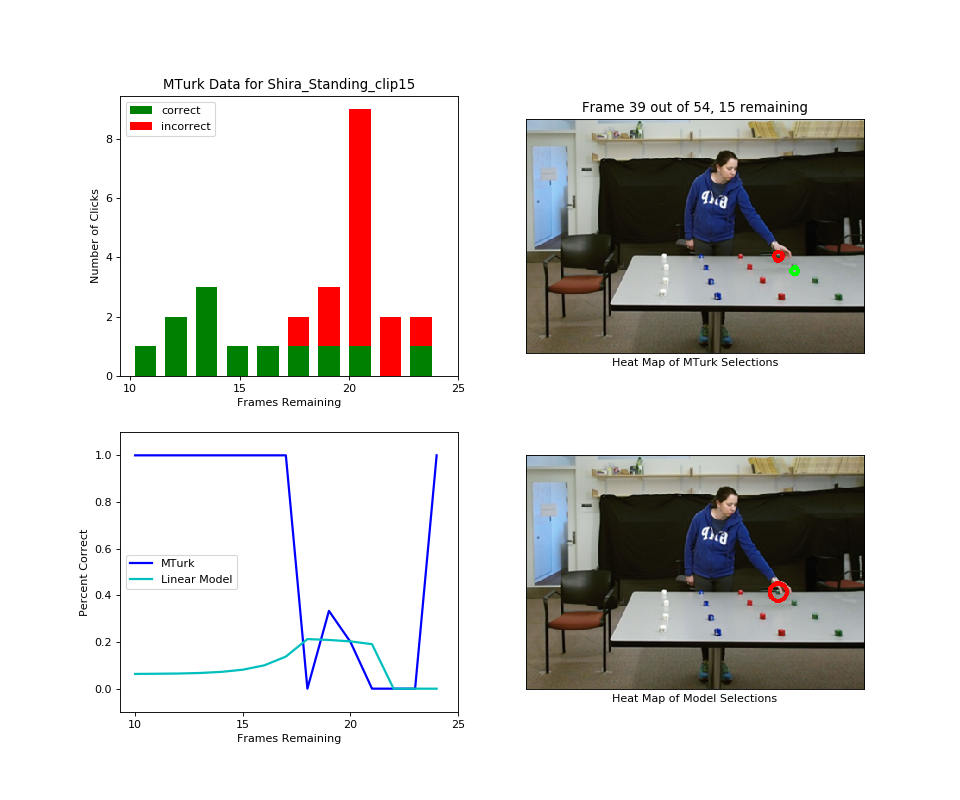 MTurk Data for Shira_Standing_clip15
correct
incorrect
Number of Clicks
0
2
4
6
8
10
15
20
25
Frames Remaining
Frame 39 out of 54, 15 remaining
Heat Map of MTurk Selections
Percent Correct
1.0
0.8
0.6
0.4
0.2
0.0
MTurk
Linear Model
10
15
20
25
Frames Remaining
Heat Map of Model Selections